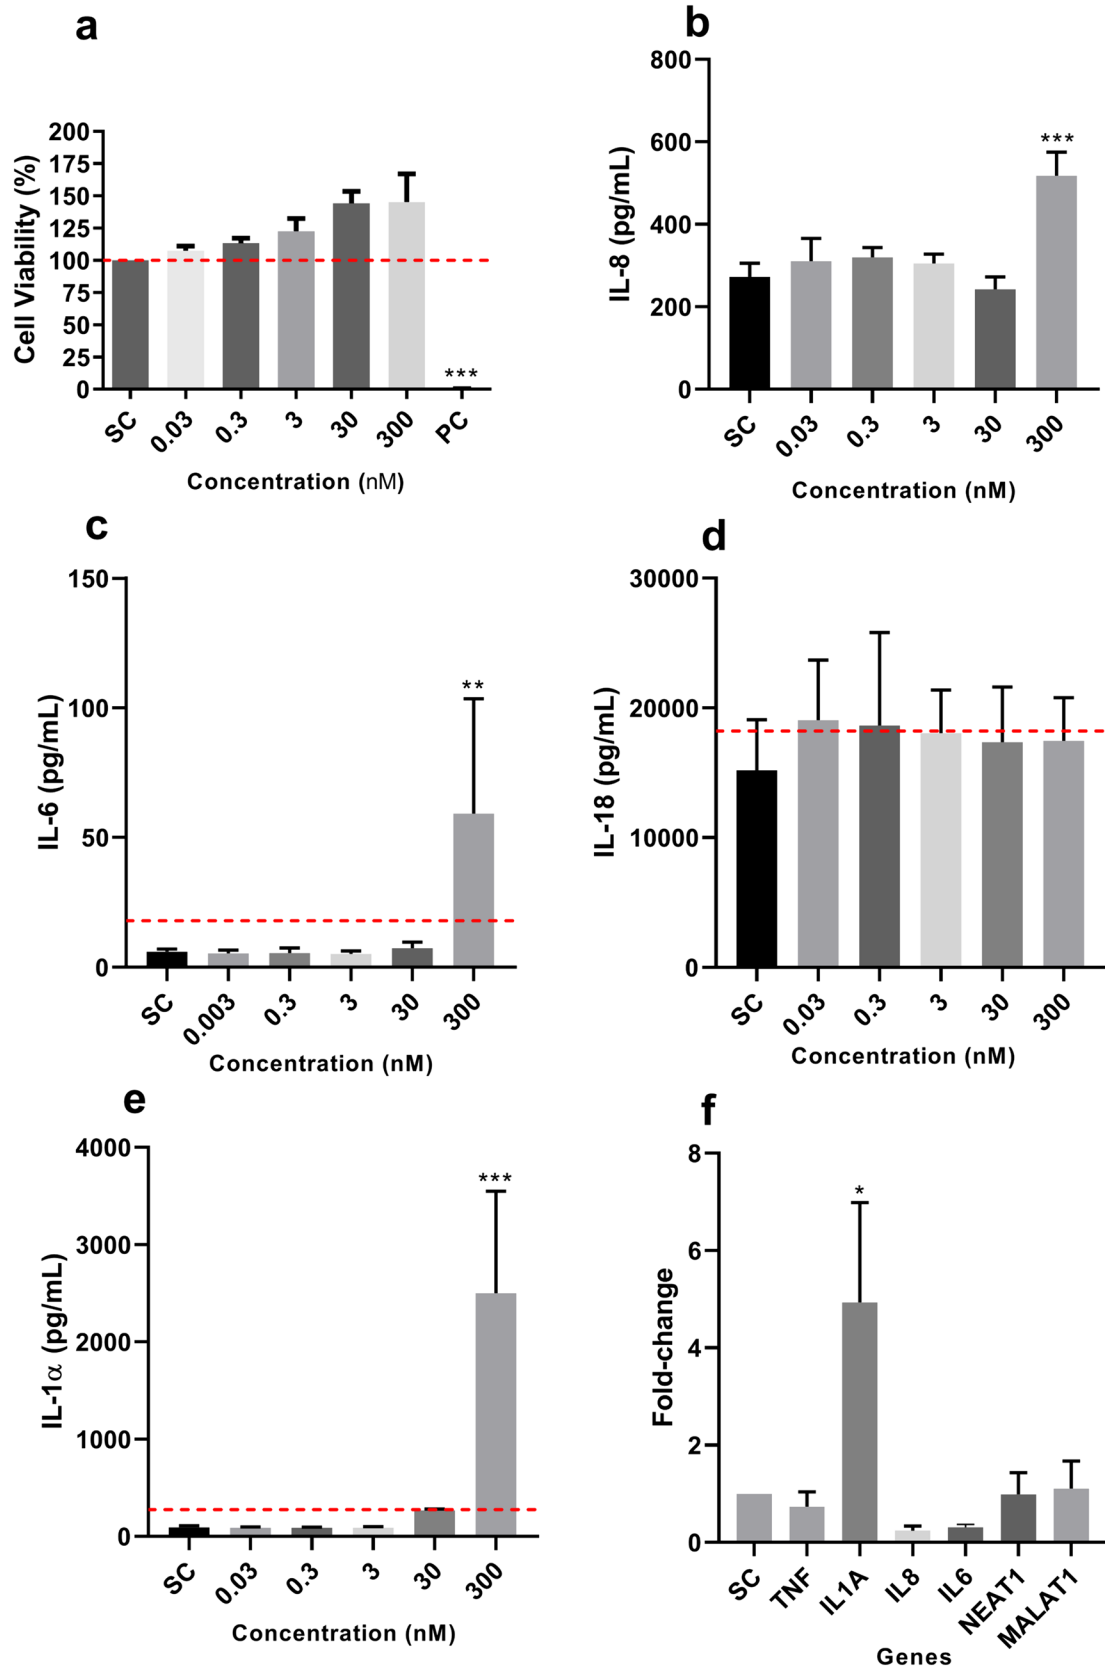 a
200
175
150
125
100
75
50
25
0
Cell Viability (%)
***
SC 0.03 0.3 3 30 300 PC
Concentration (nM)
b
800
600
400
200
0
IL-8 (pg/mL)
***
SC 0.03 0.3 3 30 300
Concentration (nM)
c
150
100
50
0
IL-6 (pg/mL)
**
SC 0.003 0.3 3 30 300
Concentration (nM)
d
30000
20000
10000
0
IL-18 (pg/mL)
SC 0.03 0.3 3 30 300
Concentration (nM)
e
4000
3000
2000
1000
0
IL-1α (pg/mL)
***
SC 0.03 0.3 3 30 300
Concentration (nM)
f
8
6
4
2
0
Fold-change
*
SC TNF IL1A IL8 IL6 NEAT1 MALAT1
Genes